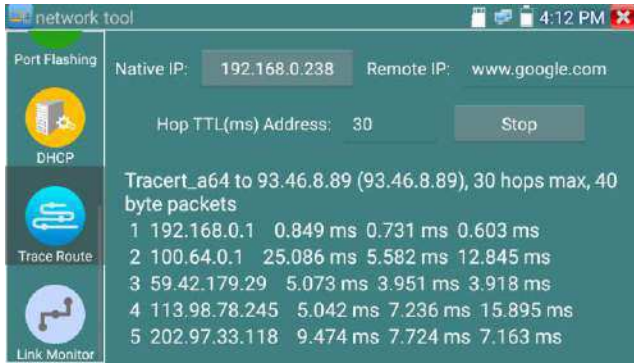 network tool
4:12 PM
Port Flashing
Native IP: 192.168.0.238 Remote IP: www.google.com
Hop TTL(ms) Address: 30 Stop
DHCP
Tracert_a64 to 93.46.8.89 (93.46.8.89), 30 hops max, 40
byte packets
1 192.168.0.1 0.849 ms 0.731 ms 0.603 ms
2 100.64.0.1 25.086 ms 5.582 ms 12.845 ms
Trace Route
3 59.42.179.29 5.073 ms 3.951 ms 3.918 ms
4 113.98.78.245 5.042 ms 7.236 ms 15.895 ms
5 202.97.33.118 9.474 ms 7.724 ms 7.163 ms
Link Monitor